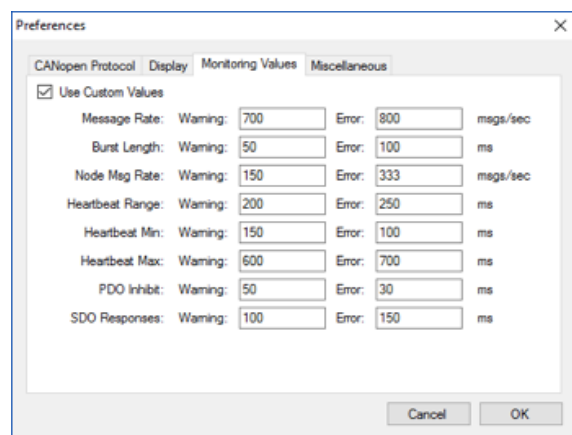 Preferences
CANopen Protocol Display Monitoring Values Miscellaneous
Use Custom Values
Message Rate: Warning: 700 Error: 800 msgs/sec
Burst Length: Warning: 50 Error: 100 ms
Node Msg Rate: Warning: 150 Error: 333 msgs/sec
Heartbeat Range: Warning: 200 Error: 250 ms
Heartbeat Min: Warning: 150 Error: 100 ms
Heartbeat Max: Warning: 600 Error: 700 ms
PDO Inhibit: Warning: 50 Error: 30 ms
SDO Responses: Warning: 100 Error: 150 ms
Cancel OK